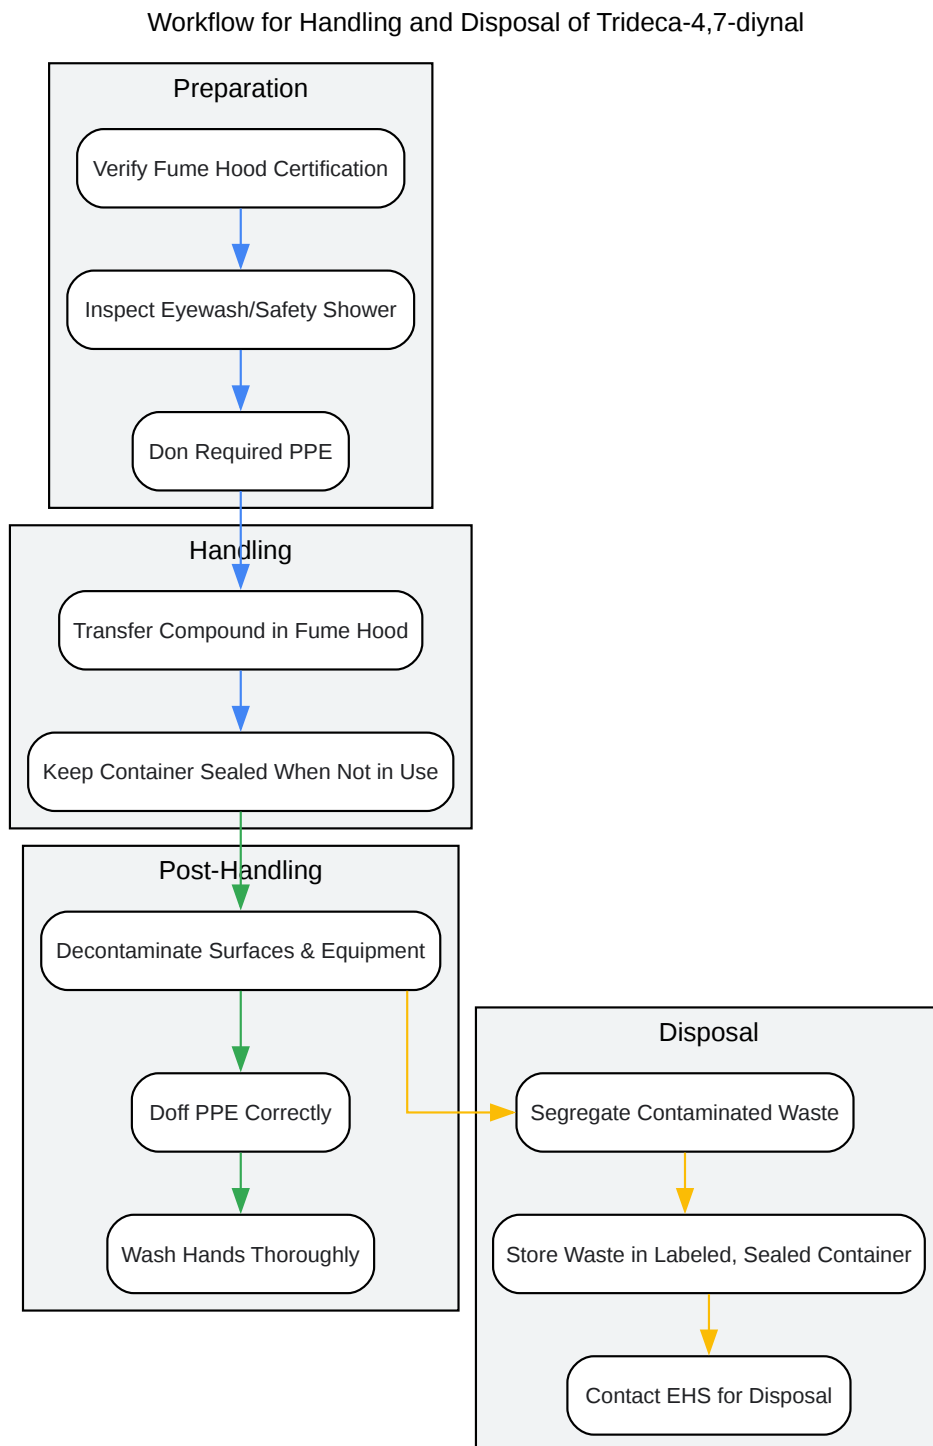 Workflow for Handling and Disposal of Trideca-4,7-diynal
Preparation
Verify Fume Hood Certification
Inspect Eyewash/Safety Shower
Don Required PPE
Handling
Transfer Compound in Fume Hood
Keep Container Sealed When Not in Use
Post-Handling
Decontaminate Surfaces & Equipment
Doff PPE Correctly
Wash Hands Thoroughly
Disposal
Segregate Contaminated Waste
Store Waste in Labeled, Sealed Container
Contact EHS for Disposal